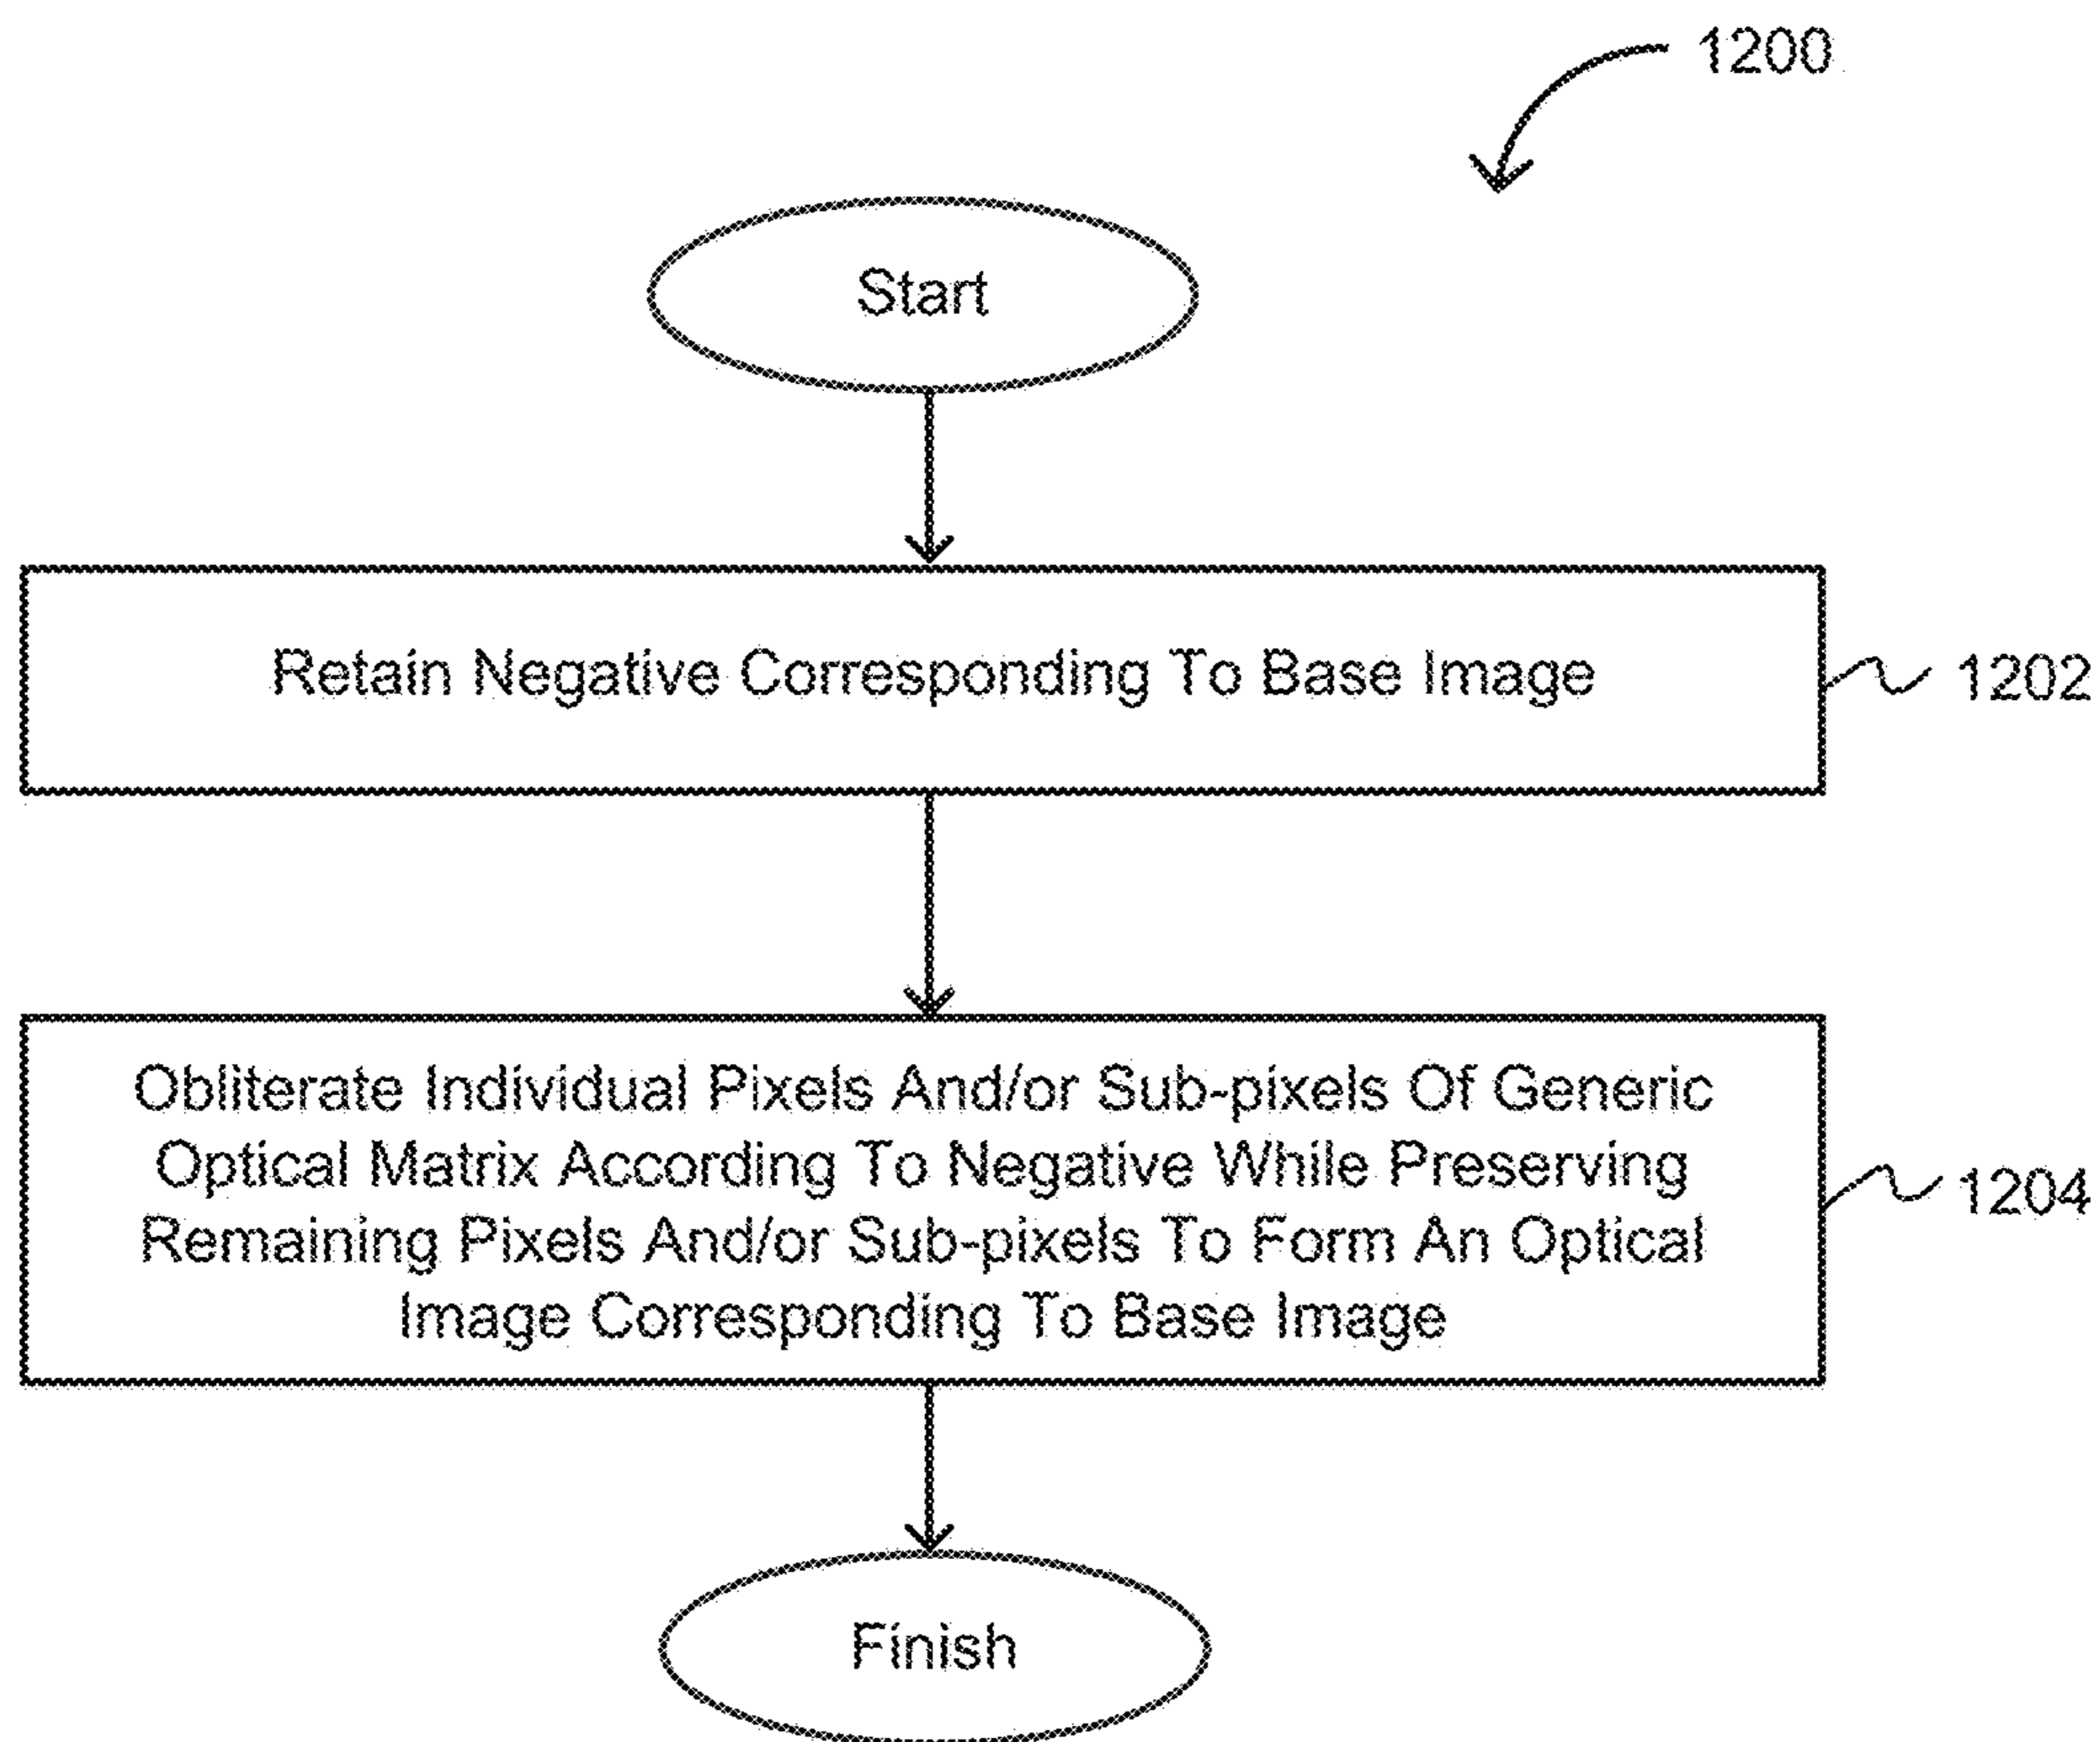 1200
Start
Retain Negative Corresponding To Base Image
1202
Obliterate Individual Pixels And/or Sub-pixels Of Generic
Optical Matrix According To Negative While Preserving
Remaining Pixels And/or Sub-pixels To Form An Optical
Image Corresponding To Base Image
1204
Finish